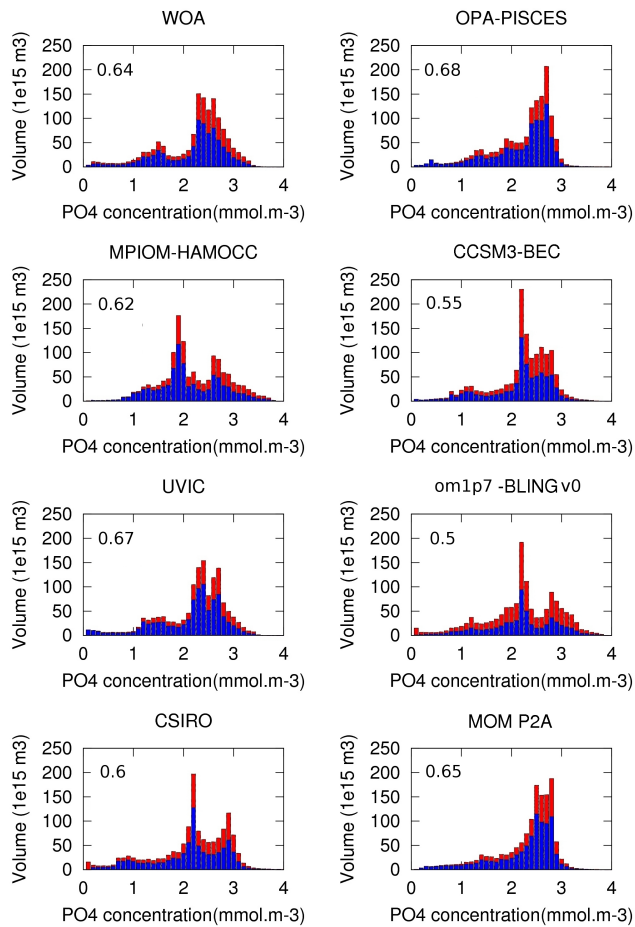 WOA
Volume (1e15 m3)
250
200
150
100
50
0
0.64
0 1 2 3 4
PO4 concentration(mmol.m-3)
OPA-PISCES
Volume (1e15 m3)
250
200
150
100
50
0
0.68
0 1 2 3 4
PO4 concentration(mmol.m-3)
MPIOM-HAMOCC
Volume (1e15 m3)
250
200
150
100
50
0
0.62
0 1 2 3 4
PO4 concentration(mmol.m-3)
CCSM3-BEC
Volume (1e15 m3)
250
200
150
100
50
0
0.55
0 1 2 3 4
PO4 concentration(mmol.m-3)
UVIC
Volume (1e15 m3)
250
200
150
100
50
0
0.67
0 1 2 3 4
PO4 concentration(mmol.m-3)
om1p7 -BLING v0
Volume (1e15 m3)
250
200
150
100
50
0
0.5
0 1 2 3 4
PO4 concentration(mmol.m-3)
CSIRO
Volume (1e15 m3)
250
200
150
100
50
0
0.6
0 1 2 3 4
PO4 concentration(mmol.m-3)
MOM P2A
Volume (1e15 m3)
250
200
150
100
50
0
0.65
0 1 2 3 4
PO4 concentration(mmol.m-3)